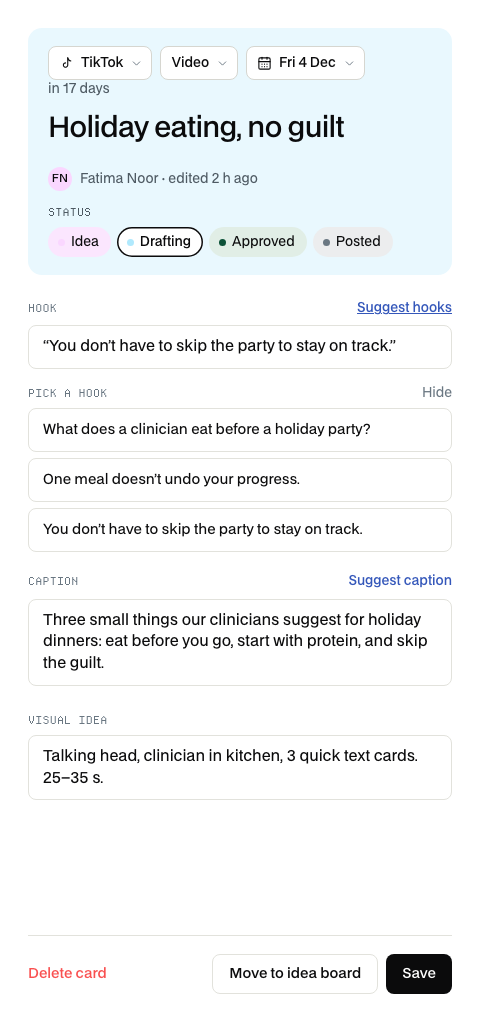 TikTok Video Fri 4 Dec
in 17 days
Holiday eating, no guilt
FN Fatima Noor · edited 2 h ago
STATUS
Idea Drafting Approved Posted
HOOK Suggest hooks
“You don’t have to skip the party to stay on track.”
PICK A HOOK Hide
What does a clinician eat before a holiday party?
One meal doesn’t undo your progress.
You don’t have to skip the party to stay on track.
CAPTION Suggest caption
Three small things our clinicians suggest for holiday
dinners: eat before you go, start with protein, and skip
the guilt.
VISUAL IDEA
Talking head, clinician in kitchen, 3 quick text cards.
25–35 s.
Delete card Move to idea board Save